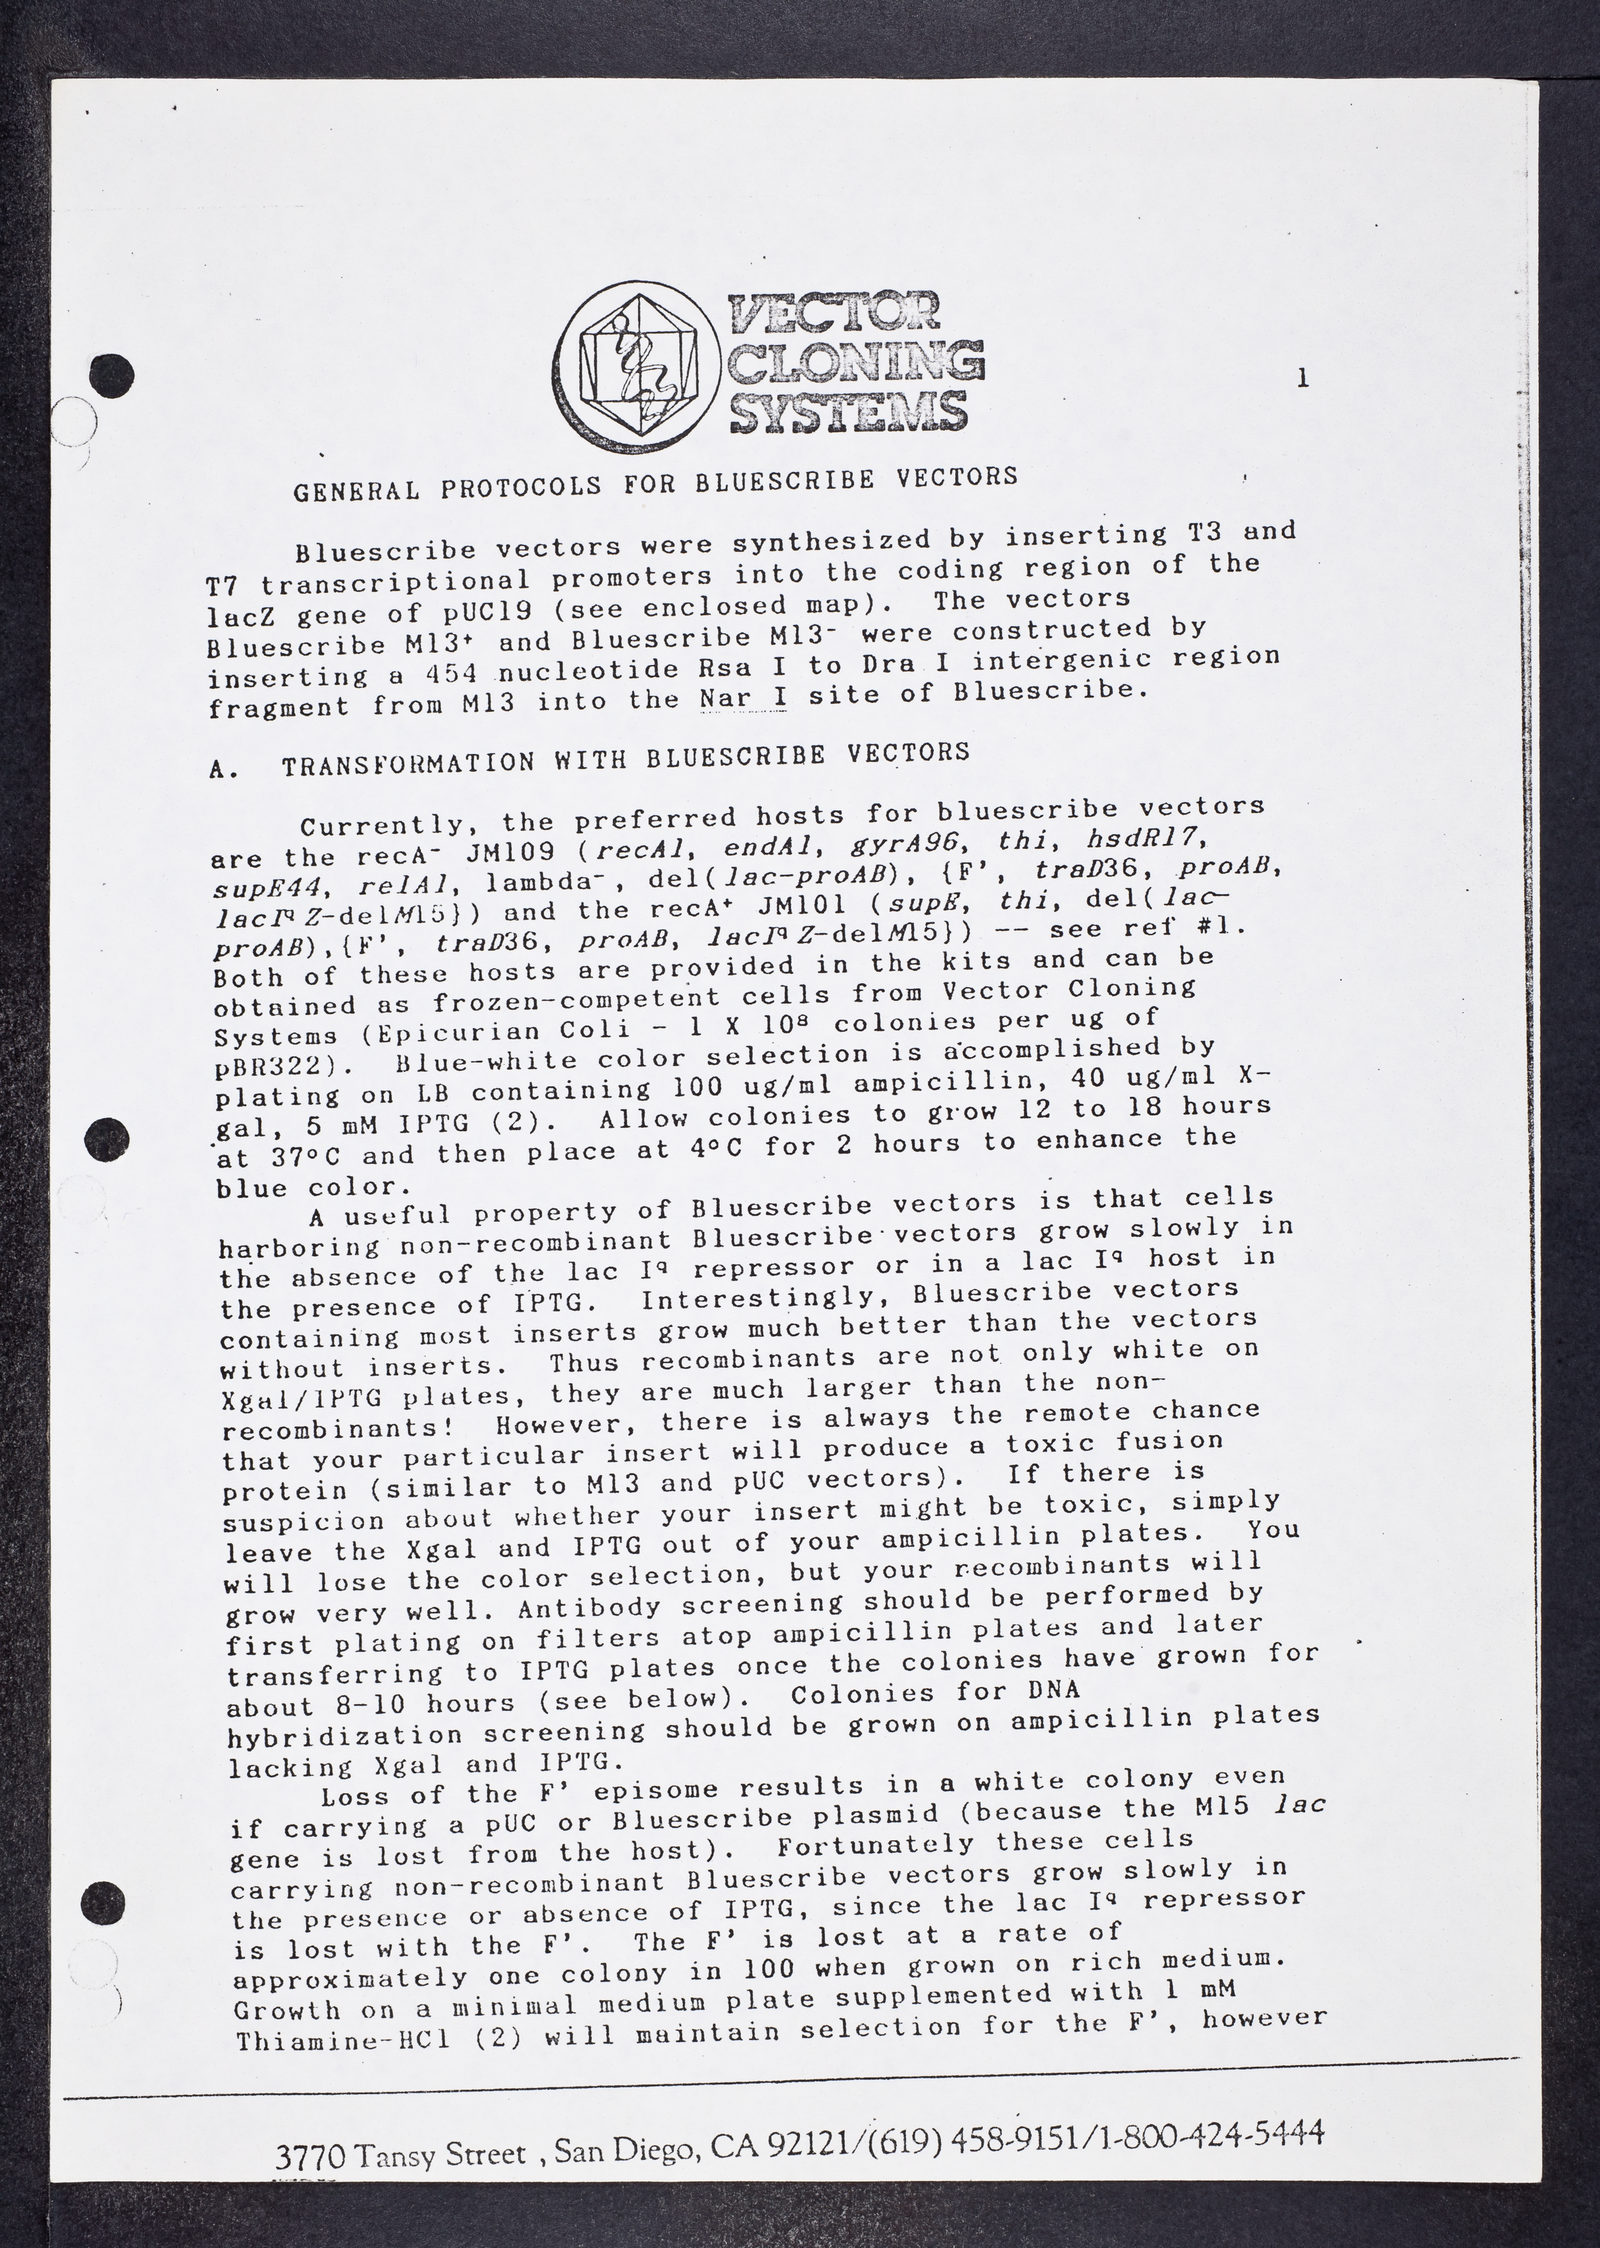 VECTOR
CLONING
SYSTEMS
1
GENERAL PROTOCOLS FOR BLUESCRIBE VECTORS
Bluescribe vectors were synthesized by inserting T3 and
T7 transcriptional promoters into the coding region of the
lacZ gene of pUC19 (see enclosed map). The vectors
Bluescribe M13⁺ and Bluescribe M13⁻ were constructed by
inserting a 454 nucleotide Rsa I to Dra I intergenic region
fragment from M13 into the Nar I site of Bluescribe.
A. TRANSFORMATION WITH BLUESCRIBE VECTORS
Currently, the preferred hosts for bluescribe vectors
are the recA⁻ JM109 (recA1, endA1, gyrA96, thi, hsdR17,
supE44, relA1, lambda⁻, del(lac-proAB), {F', traD36, proAB,
lacIq Z-delM15}) and the recA⁺ JM101 (supE, thi, del(lac-
proAB),{F', traD36, proAB, lacIq Z-delM15}) -- see ref #1.
Both of these hosts are provided in the kits and can be
obtained as frozen-competent cells from Vector Cloning
Systems (Epicurian Coli - 1 X 10⁸ colonies per ug of
pBR322). Blue-white color selection is accomplished by
plating on LB containing 100 ug/ml ampicillin, 40 ug/ml X-
gal, 5 mM IPTG (2). Allow colonies to grow 12 to 18 hours
at 37°C and then place at 4°C for 2 hours to enhance the
blue color.
A useful property of Bluescribe vectors is that cells
harboring non-recombinant Bluescribe vectors grow slowly in
the absence of the lac Iq repressor or in a lac Iq host in
the presence of IPTG. Interestingly, Bluescribe vectors
containing most inserts grow much better than the vectors
without inserts. Thus recombinants are not only white on
Xgal/IPTG plates, they are much larger than the non-
recombinants! However, there is always the remote chance
that your particular insert will produce a toxic fusion
protein (similar to M13 and pUC vectors). If there is
suspicion about whether your insert might be toxic, simply
leave the Xgal and IPTG out of your ampicillin plates. You
will lose the color selection, but your recombinants will
grow very well. Antibody screening should be performed by
first plating on filters atop ampicillin plates and later
transferring to IPTG plates once the colonies have grown for
about 8-10 hours (see below). Colonies for DNA
hybridization screening should be grown on ampicillin plates
lacking Xgal and IPTG.
Loss of the F' episome results in a white colony even
if carrying a pUC or Bluescribe plasmid (because the M15 lac
gene is lost from the host). Fortunately these cells
carrying non-recombinant Bluescribe vectors grow slowly in
the presence or absence of IPTG, since the lac Iq repressor
is lost with the F'. The F' is lost at a rate of
approximately one colony in 100 when grown on rich medium.
Growth on a minimal medium plate supplemented with 1 mM
Thiamine-HCl (2) will maintain selection for the F', however
3770 Tansy Street , San Diego, CA 92121/(619) 458-9151/1-800-424-5444